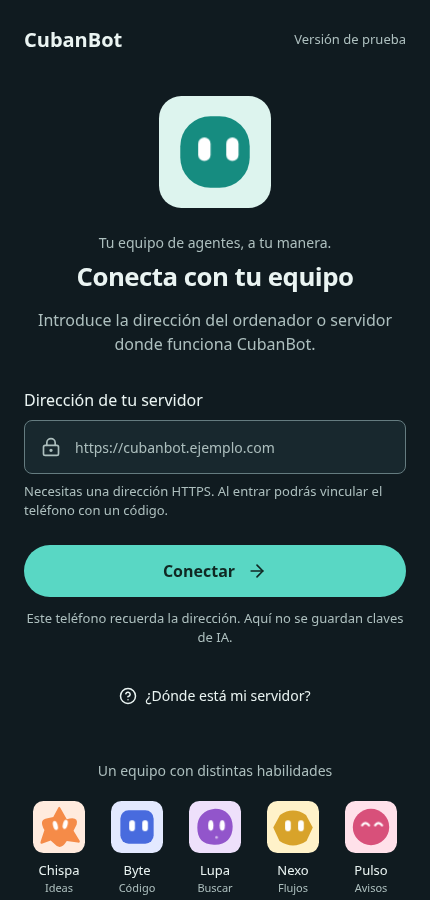 CubanBot
Versión de prueba
Tu equipo de agentes, a tu manera.
Conecta con tu equipo
Introduce la dirección del ordenador o servidor
donde funciona CubanBot.
Dirección de tu servidor
https://cubanbot.ejemplo.com
Necesitas una dirección HTTPS. Al entrar podrás vincular el
teléfono con un código.
Conectar
Este teléfono recuerda la dirección. Aquí no se guardan claves
de IA.
¿Dónde está mi servidor?
Un equipo con distintas habilidades
Chispa Byte Lupa Nexo Pulso
Ideas Código Buscar Flujos Avisos